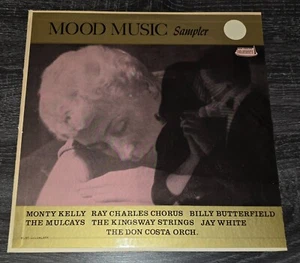 MOOD MUSIC Sampler
MONTY KELLY RAY CHARLES CHORUS BILLY BUTTERFIELD
THE MULCAYS THE KINGSWAY STRINGS JAY WHITE
THE DON COSTA ORCH.